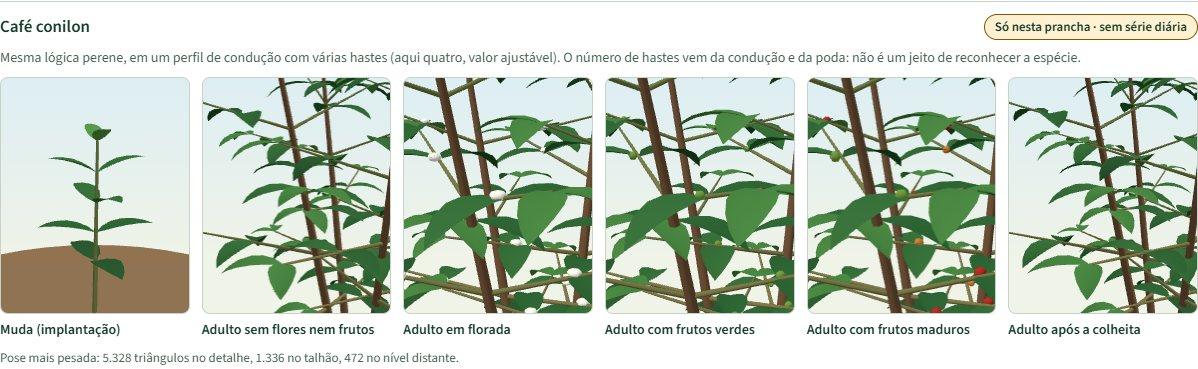 Café conilon
Só nesta prancha · sem série diária
Mesma lógica perene, em um perfil de condução com várias hastes (aqui quatro, valor ajustável). O número de hastes vem da condução e da poda: não é um jeito de reconhecer a espécie.
Muda (implantação)
Adulto sem flores nem frutos
Adulto em florada
Adulto com frutos verdes
Adulto com frutos maduros
Adulto após a colheita
Pose mais pesada: 5.328 triângulos no detalhe, 1.336 no talhão, 472 no nível distante.